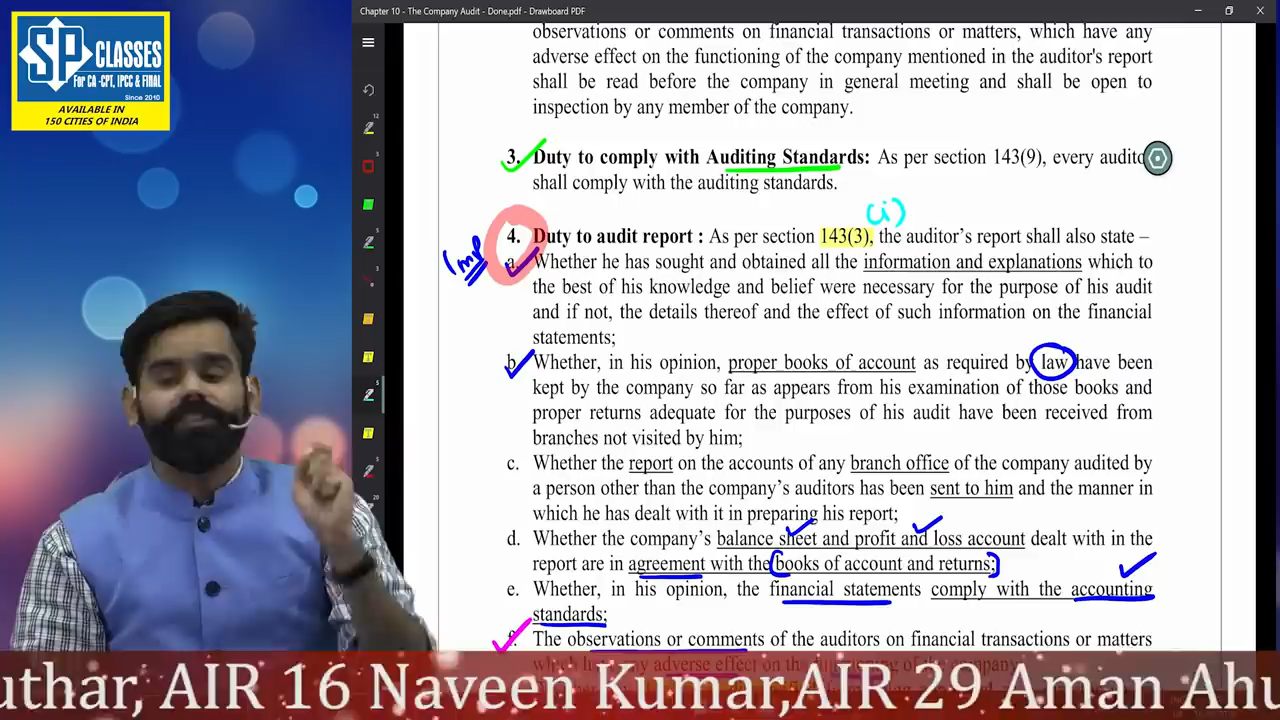 Chapter 10 - The Company Audit - Done.pdf - Drawboard PDF
SP
CLASSES
For CA -CPT, IPCC & FINAL
Since 2010
AVAILABLE IN
150 CITIES OF INDIA
observations or comments on financial transactions or matters, which have any
adverse effect on the functioning of the company mentioned in the auditor's report
shall be read before the company in general meeting and shall be open to
inspection by any member of the company.
3. Duty to comply with Auditing Standards: As per section 143(9), every audito
shall comply with the auditing standards.
(i)
4. Duty to audit report : As per section 143(3), the auditor's report shall also state –
Imp
a. Whether he has sought and obtained all the information and explanations which to
the best of his knowledge and belief were necessary for the purpose of his audit
and if not, the details thereof and the effect of such information on the financial
statements;
b. Whether, in his opinion, proper books of account as required by law have been
kept by the company so far as appears from his examination of those books and
proper returns adequate for the purposes of his audit have been received from
branches not visited by him;
c. Whether the report on the accounts of any branch office of the company audited by
a person other than the company's auditors has been sent to him and the manner in
which he has dealt with it in preparing his report;
d. Whether the company's balance sheet and profit and loss account dealt with in the
report are in agreement with the books of account and returns;
e. Whether, in his opinion, the financial statements comply with the accounting
standards;
f. The observations or comments of the auditors on financial transactions or matters
adverse effect on the
uthar, AIR 16 Naveen Kumar,AIR 29 Aman Ahu